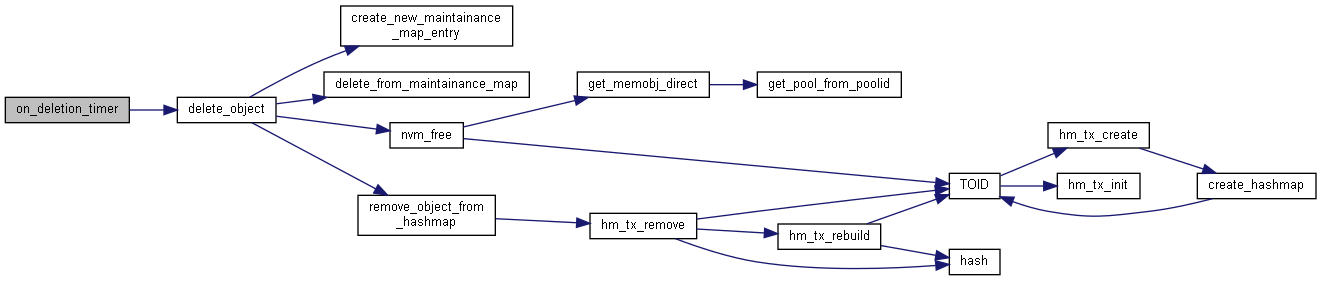 on_deletion_timer
delete_object
create_new_maintainance
_map_entry
delete_from_maintainance_map
nvm_free
remove_object_from
_hashmap
get_memobj_direct
get_pool_from_poolid
hm_tx_remove
hm_tx_rebuild
TOID
hash
hm_tx_create
hm_tx_init
create_hashmap